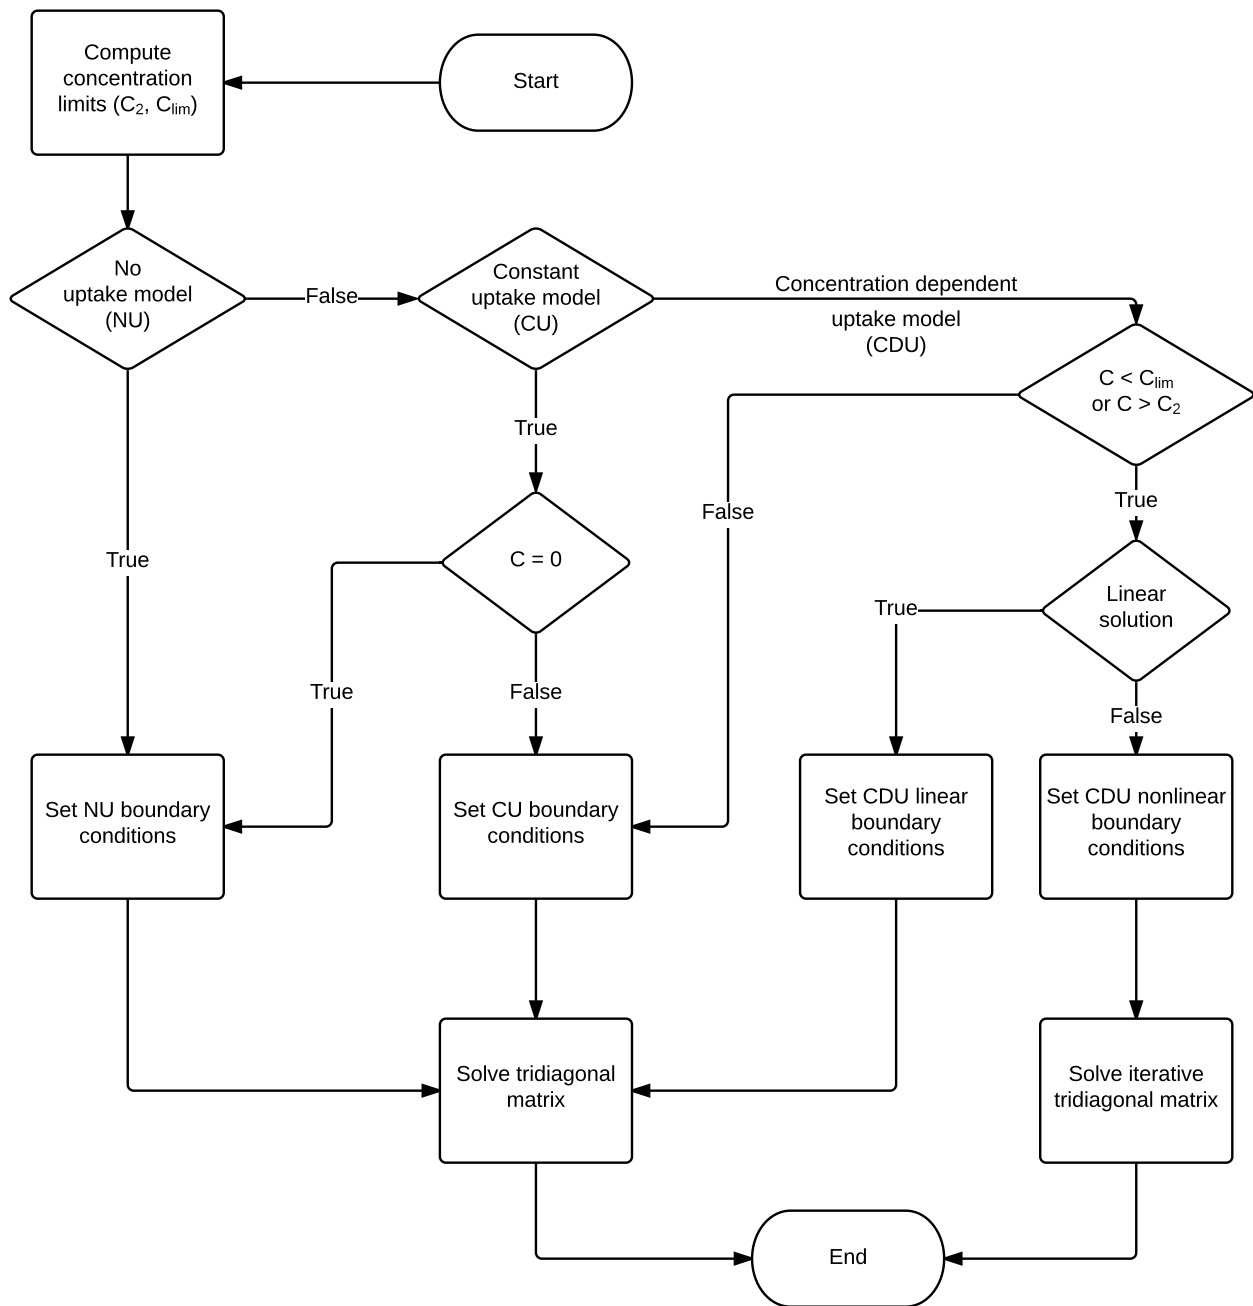 Compute
concentration
limits (C₂, Cₗᵢₘ)
Start
No
uptake model
(NU)
False
Constant
uptake model
(CU)
Concentration dependent
uptake model
(CDU)
C < Cₗᵢₘ
or C > C₂
True
False
True
True
C = 0
Linear
solution
True
True
False
False
Set NU boundary
conditions
Set CU boundary
conditions
Set CDU linear
boundary
conditions
Set CDU nonlinear
boundary
conditions
Solve tridiagonal
matrix
Solve iterative
tridiagonal matrix
End